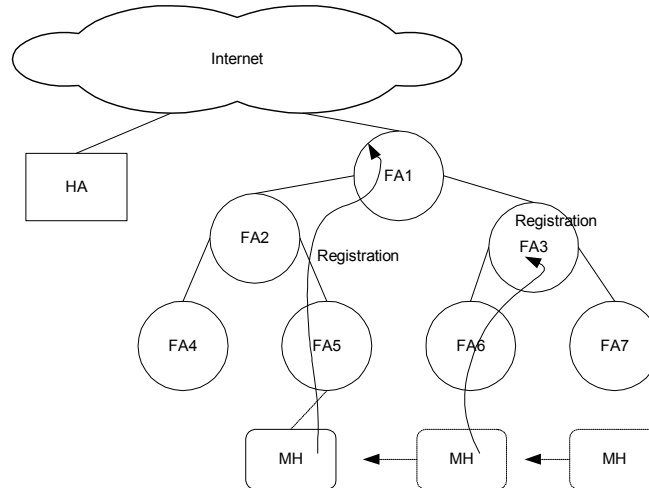 Internet
HA
FA1
FA2
Registration
FA3
Registration
FA4
FA5
FA6
FA7
MH
MH
MH